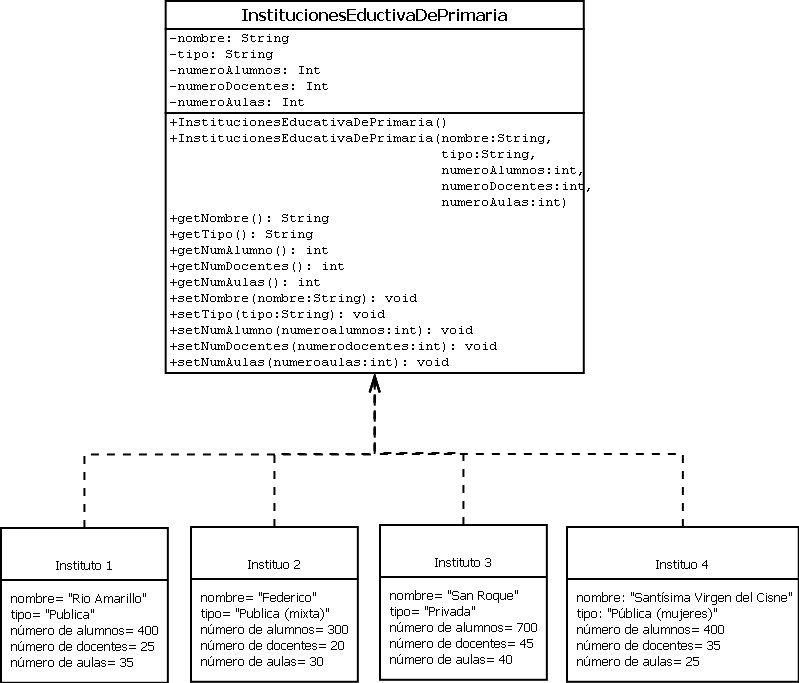 InstitucionesEductivaDePrimaria
-nombre: String
-tipo: String
-numeroAlumnos: Int
-numeroDocentes: Int
-numeroAulas: Int
+InstitucionesEducativaDePrimaria()
+InstitucionesEducativaDePrimaria(nombre:String,
tipo:String,
numeroAlumnos:int,
numeroDocentes:int,
numeroAulas:int)
+getNombre(): String
+getTipo(): String
+getNumAlumno(): int
+getNumDocentes(): int
+getNumAulas(): int
+setNombre(nombre:String): void
+setTipo(tipo:String): void
+setNumAlumno(numeroalumnos:int): void
+setNumDocentes(numerodocentes:int): void
+setNumAulas(numeroaulas:int): void
Instituto 1
nombre= "Rio Amarillo"
tipo= "Publica"
número de alumnos= 400
número de docentes= 25
número de aulas= 35
Instituo 2
nombre= "Federico"
tipo= "Publica (mixta)"
número de alumnos= 300
número de docentes= 20
número de aulas= 30
Instituto 3
nombre= "San Roque"
tipo= "Privada"
número de alumnos= 700
número de docentes= 45
número de aulas= 40
Instituo 4
nombre: "Santísima Virgen del Cisne"
tipo: "Pública (mujeres)"
número de alumnos= 400
número de docentes= 35
número de aulas= 25